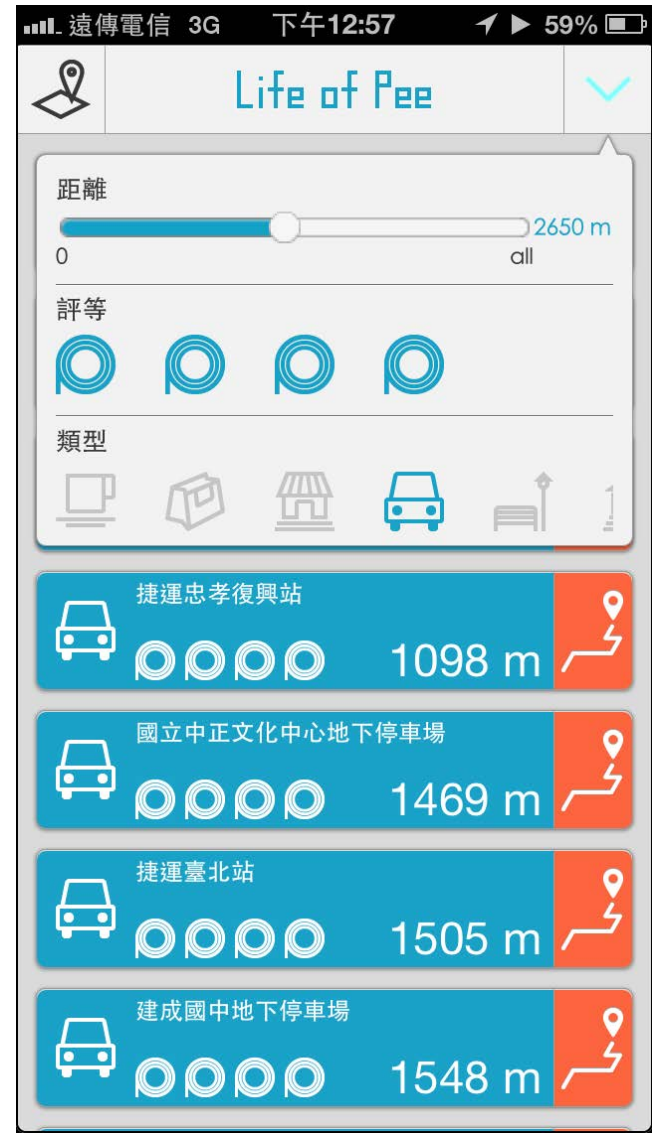 遠傳電信 3G 下午12:57 59%
Life of Pee
距離
2650 m
0 all
評等
類型
捷運忠孝復興站
1098 m
國立中正文化中心地下停車場
1469 m
捷運臺北站
1505 m
建成國中地下停車場
1548 m